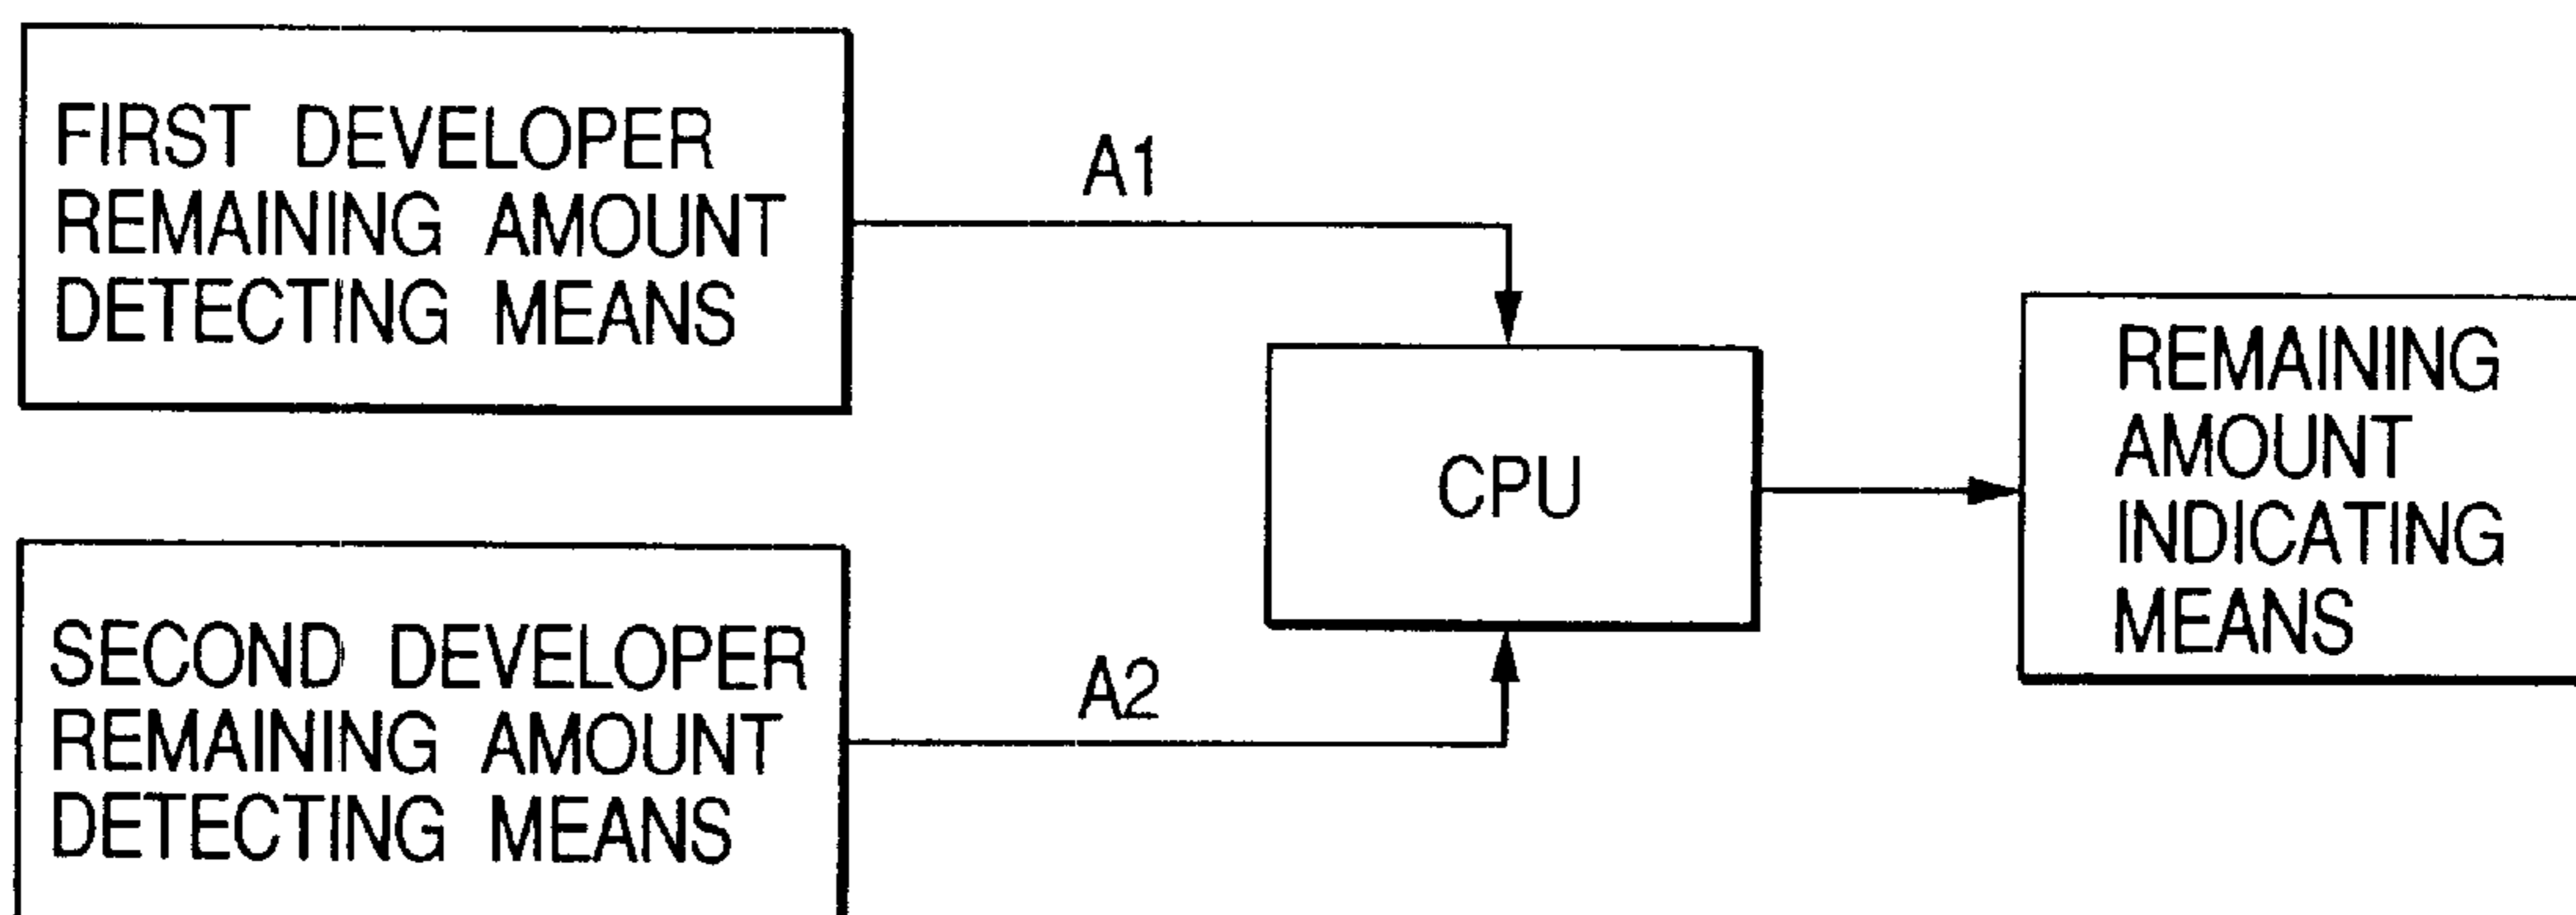 FIRST DEVELOPER
REMAINING AMOUNT
DETECTING MEANS
A1
CPU
REMAINING
AMOUNT
INDICATING
MEANS
SECOND DEVELOPER
REMAINING AMOUNT
DETECTING MEANS
A2